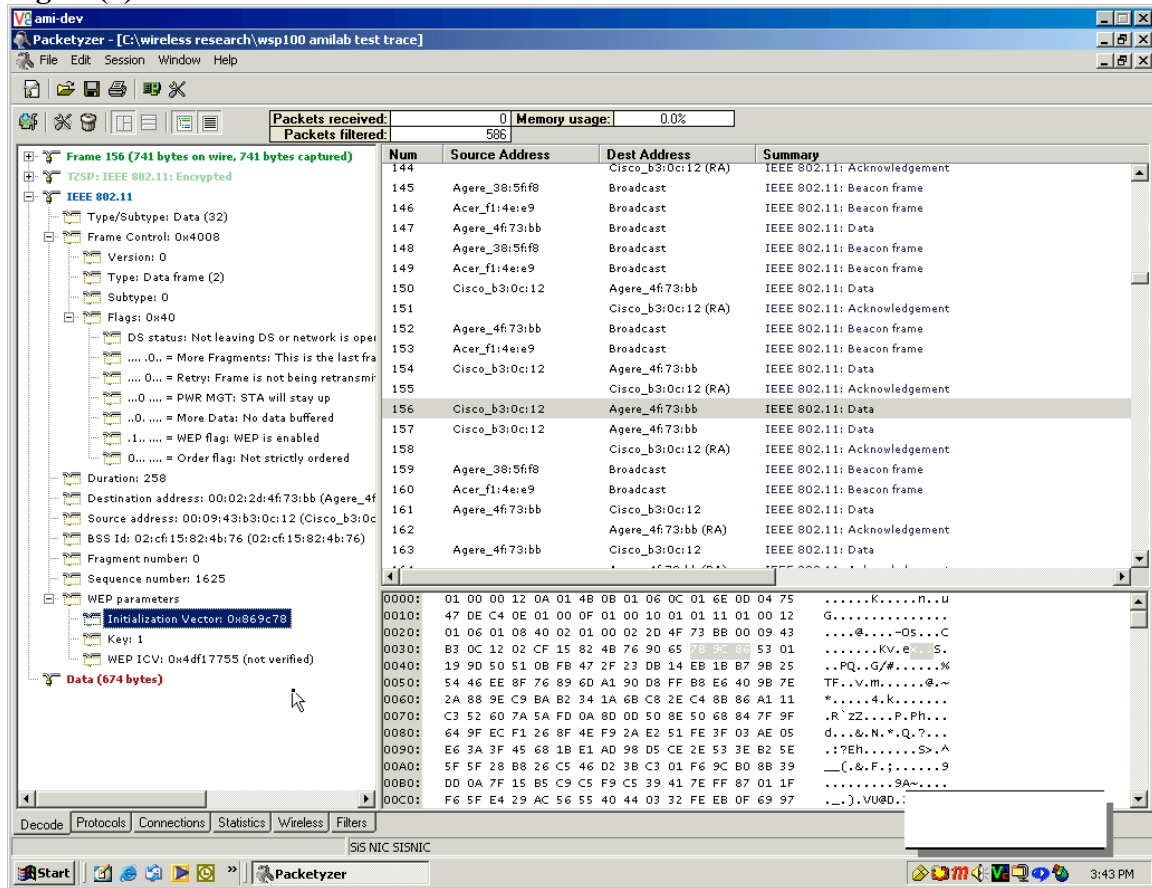 ami-dev
Packetyzer - [C:\wireless research\wsp100 amilab test trace]
File Edit Session Window Help
Packets received: 0 Memory usage: 0.0%
Packets filtered: 586
Frame 156 (741 bytes on wire, 741 bytes captured)
TZSP: IEEE 802.11: Encrypted
IEEE 802.11
Type/Subtype: Data (32)
Frame Control: 0x4008
Version: 0
Type: Data frame (2)
Subtype: 0
Flags: 0x40
DS status: Not leaving DS or network is oper
.... .0.. = More Fragments: This is the last fra
.... 0... = Retry: Frame is not being retransmi
...0 .... = PWR MGT: STA will stay up
..0. .... = More Data: No data buffered
.1.. .... = WEP flag: WEP is enabled
0... .... = Order flag: Not strictly ordered
Duration: 258
Destination address: 00:02:2d:4f:73:bb (Agere_4f
Source address: 00:09:43:b3:0c:12 (Cisco_b3:0c
BSS Id: 02:cf:15:82:4b:76 (02:cf:15:82:4b:76)
Fragment number: 0
Sequence number: 1625
WEP parameters
Initialization Vector: 0x869c78
Key: 1
WEP ICV: 0x4df17755 (not verified)
Data (674 bytes)
Num Source Address Dest Address Summary
144 Cisco_b3:0c:12 (RA) IEEE 802.11: Acknowledgement
145 Agere_38:5f:f8 Broadcast IEEE 802.11: Beacon frame
146 Acer_f1:4e:e9 Broadcast IEEE 802.11: Beacon frame
147 Agere_4f:73:bb Broadcast IEEE 802.11: Data
148 Agere_38:5f:f8 Broadcast IEEE 802.11: Beacon frame
149 Acer_f1:4e:e9 Broadcast IEEE 802.11: Beacon frame
150 Cisco_b3:0c:12 Agere_4f:73:bb IEEE 802.11: Data
151 Cisco_b3:0c:12 (RA) IEEE 802.11: Acknowledgement
152 Agere_4f:73:bb Broadcast IEEE 802.11: Beacon frame
153 Acer_f1:4e:e9 Broadcast IEEE 802.11: Beacon frame
154 Cisco_b3:0c:12 Agere_4f:73:bb IEEE 802.11: Data
155 Cisco_b3:0c:12 (RA) IEEE 802.11: Acknowledgement
156 Cisco_b3:0c:12 Agere_4f:73:bb IEEE 802.11: Data
157 Cisco_b3:0c:12 Agere_4f:73:bb IEEE 802.11: Data
158 Cisco_b3:0c:12 (RA) IEEE 802.11: Acknowledgement
159 Agere_38:5f:f8 Broadcast IEEE 802.11: Beacon frame
160 Acer_f1:4e:e9 Broadcast IEEE 802.11: Beacon frame
161 Agere_4f:73:bb Cisco_b3:0c:12 IEEE 802.11: Data
162 Agere_4f:73:bb (RA) IEEE 802.11: Acknowledgement
163 Agere_4f:73:bb Cisco_b3:0c:12 IEEE 802.11: Data
0000: 01 00 00 12 0A 01 4B 0B 01 06 0C 01 6E 0D 04 75 ......K.....n..u
0010: 47 DE C4 0E 01 00 0F 01 00 10 01 01 11 01 00 12 G...............
0020: 01 06 01 08 40 02 01 00 02 2D 4F 73 BB 00 09 43 ....@....-Os...C
0030: B3 0C 12 02 CF 15 82 4B 76 90 65 78 9C 86 53 01 .......Kv.ex..S.
0040: 19 9D 50 51 0B FB 47 2F 23 DB 14 EB 1B B7 9B 25 ..PQ..G/#......%
0050: 54 46 EE 8F 76 89 6D A1 90 D8 FF B8 E6 40 9B 7E TF..v.m......@.~
0060: 2A 88 9E C9 BA B2 34 1A 6B C8 2E C4 8B 86 A1 11 *.....4.k.......
0070: C3 52 60 7A 5A FD 0A 8D 0D 50 8E 50 68 84 7F 9F .R`zZ....P.Ph...
0080: 64 9F EC F1 26 8F 4E F9 2A E2 51 FE 3F 03 AE 05 d...&.N.*.Q.?...
0090: E6 3A 3F 45 68 1B E1 AD 98 D5 CE 2E 53 3E B2 5E .:?Eh.......S>.^
00A0: 5F 5F 28 B8 26 C5 46 D2 3B C3 01 F6 9C B0 8B 39 __(.&.F.;......9
00B0: DD 0A 7F 15 B5 C9 C5 F9 C5 39 41 7E FF 87 01 1F .........9A~....
00C0: F6 5F E4 29 AC 56 55 40 44 03 32 FE EB 0F 69 97 ._.).VU@D.
Decode Protocols Connections Statistics Wireless Filters
SiS NIC SISNIC
Start Packetyzer 3:43 PM